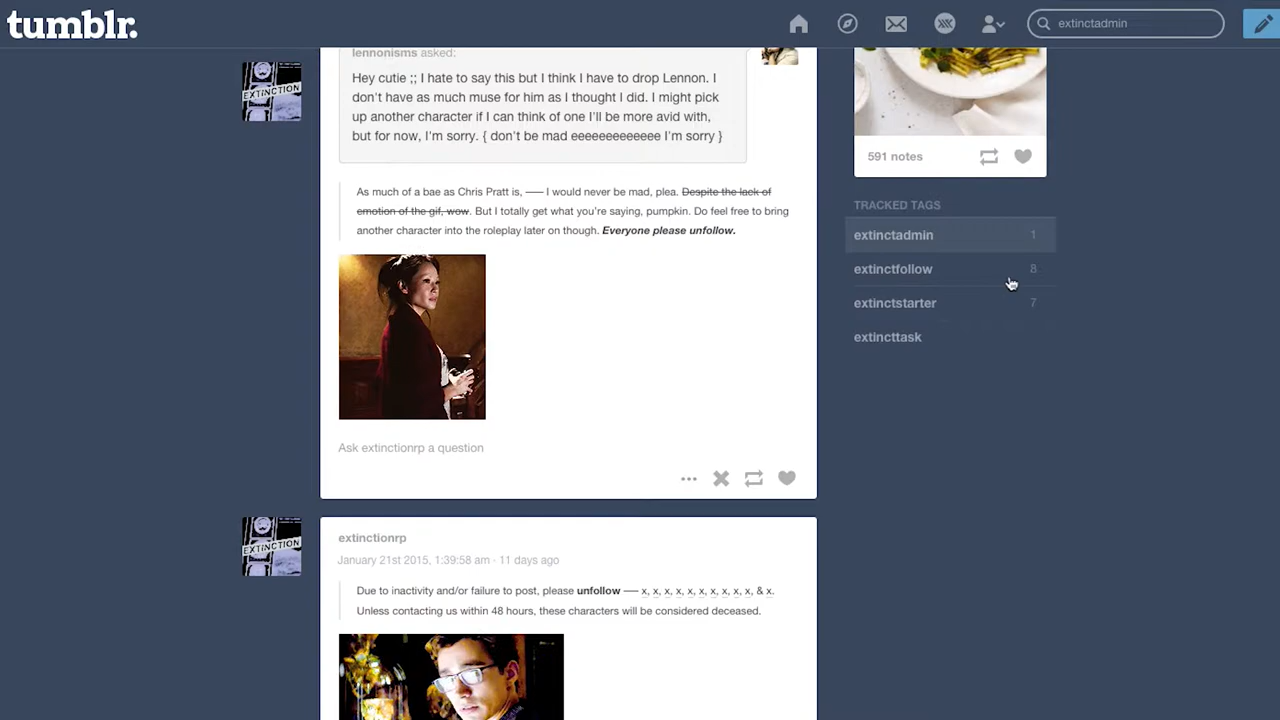 tumblr.
extinctadmin
EXTINCTION
lennonisms asked:
Hey cutie ;; I hate to say this but I think I have to drop Lennon. I
don't have as much muse for him as I thought I did. I might pick
up another character if I can think of one I'll be more avid with,
but for now, I'm sorry. { don't be mad eeeeeeeeeeeee I'm sorry }
As much of a bae as Chris Pratt is, —— I would never be mad, plea. Despite the lack of
emotion of the gif, wow. But I totally get what you're saying, pumpkin. Do feel free to bring
another character into the roleplay later on though. Everyone please unfollow.
Ask extinctionrp a question
591 notes
TRACKED TAGS
extinctadmin 1
extinctfollow 8
extinctstarter 7
extincttask
EXTINCTION
extinctionrp
January 21st 2015, 1:39:58 am · 11 days ago
Due to inactivity and/or failure to post, please unfollow —— x, x, x, x, x, x, x, x, x, x, & x.
Unless contacting us within 48 hours, these characters will be considered deceased.